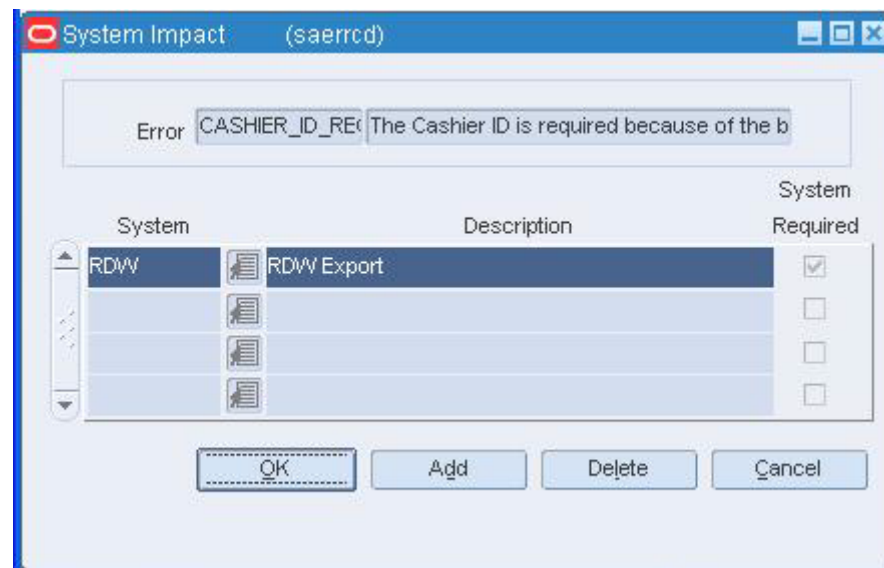 System Impact (saerrcd)
Error CASHIER_ID_RE The Cashier ID is required because of the b
System
System Description Required
RDW RDW Export
OK Add Delete Cancel